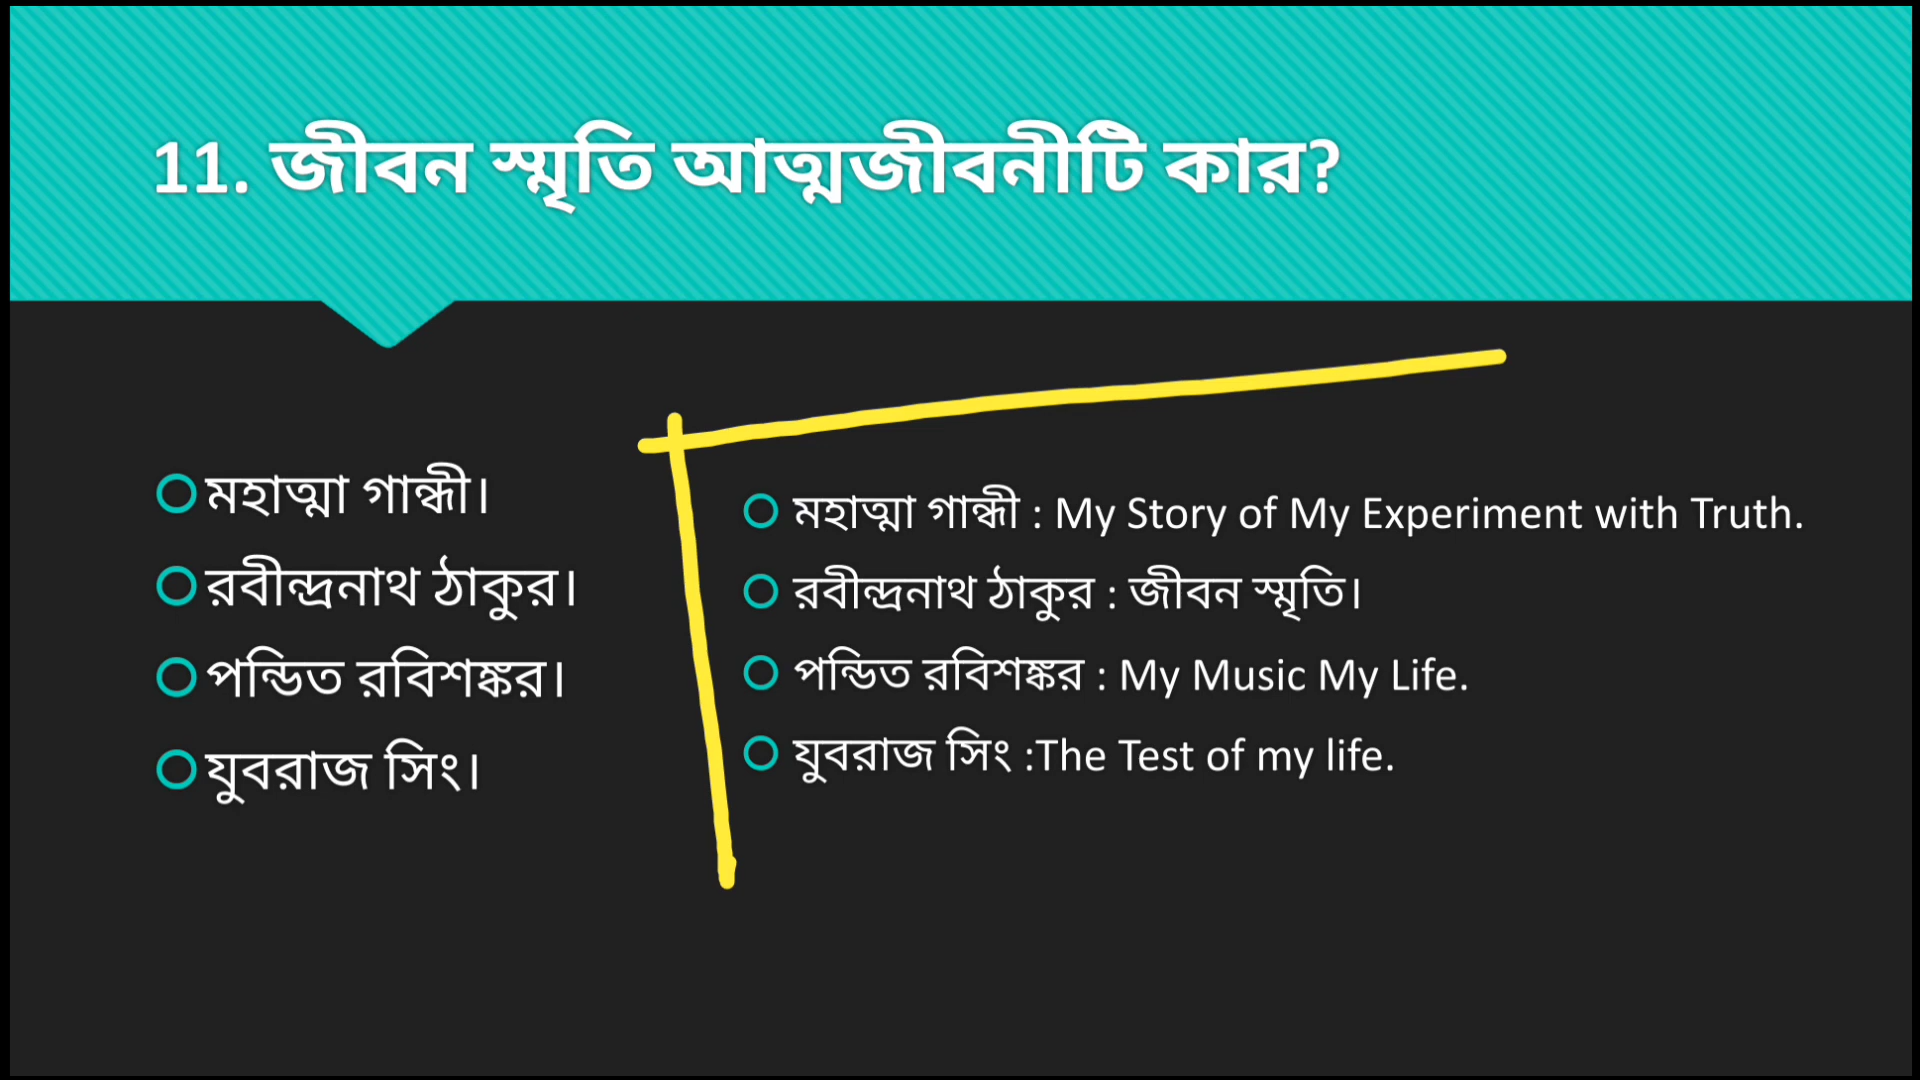 11. জীবন স্মৃতি আত্মজীবনীটি কার?
মহাত্মা গান্ধী।
রবীন্দ্রনাথ ঠাকুর।
পন্ডিত রবিশঙ্কর।
যুবরাজ সিং।
মহাত্মা গান্ধী : My Story of My Experiment with Truth.
রবীন্দ্রনাথ ঠাকুর : জীবন স্মৃতি।
পন্ডিত রবিশঙ্কর : My Music My Life.
যুবরাজ সিং :The Test of my life.